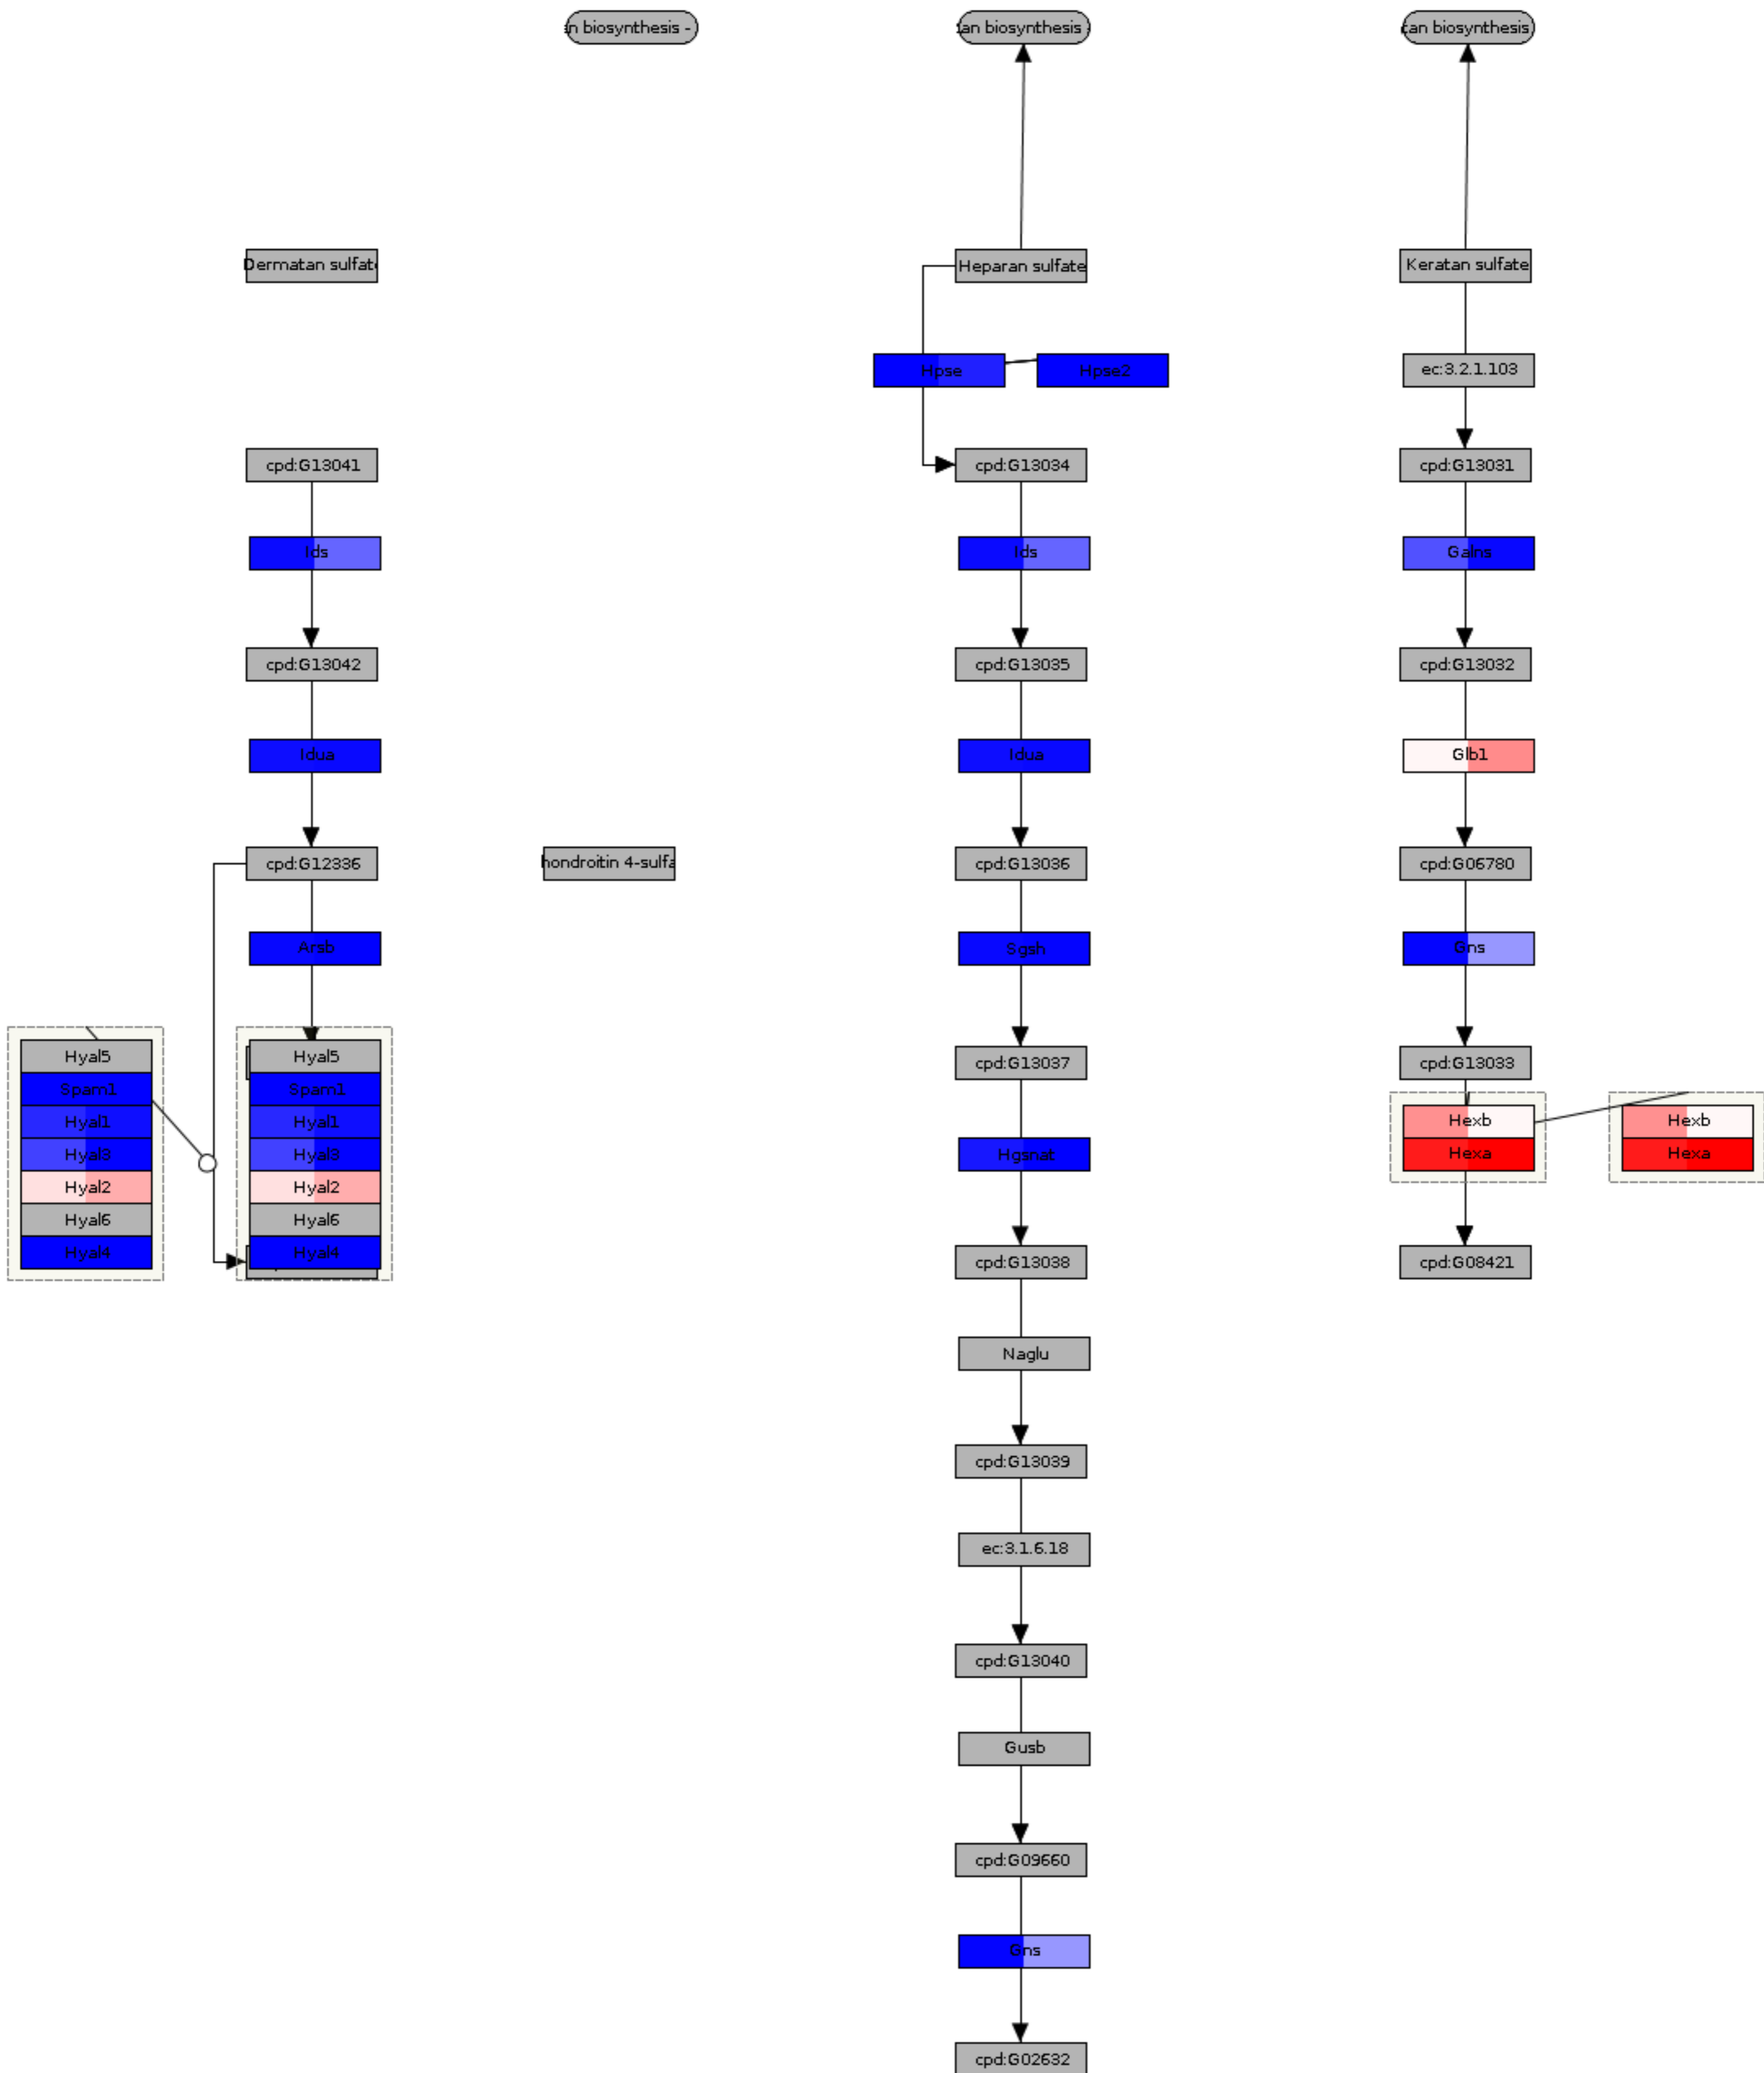 n biosynthesis -
an biosynthesis -
can biosynthesis
Dermatan sulfat
Heparan sulfate
Keratan sulfate
Hpse
Hpse2
ec:3.2.1.103
cpd:G13041
cpd:G13034
cpd:G13031
Ids
Ids
Galns
cpd:G13042
cpd:G13035
cpd:G13032
Idua
Idua
Glb1
cpd:G12336
hondroitin 4-sulfa
cpd:G13036
cpd:G06780
Arsb
Sgsh
Gns
Hyal5
Spam1
Hyal1
Hyal3
Hyal2
Hyal6
Hyal4
Hyal5
Spam1
Hyal1
Hyal3
Hyal2
Hyal6
Hyal4
cpd:G13037
cpd:G13033
Hgsnat
Hexb
Hexa
Hexb
Hexa
cpd:G13038
cpd:G08421
Naglu
cpd:G13039
ec:3.1.6.18
cpd:G13040
Gusb
cpd:G09660
Gns
cpd:G02632